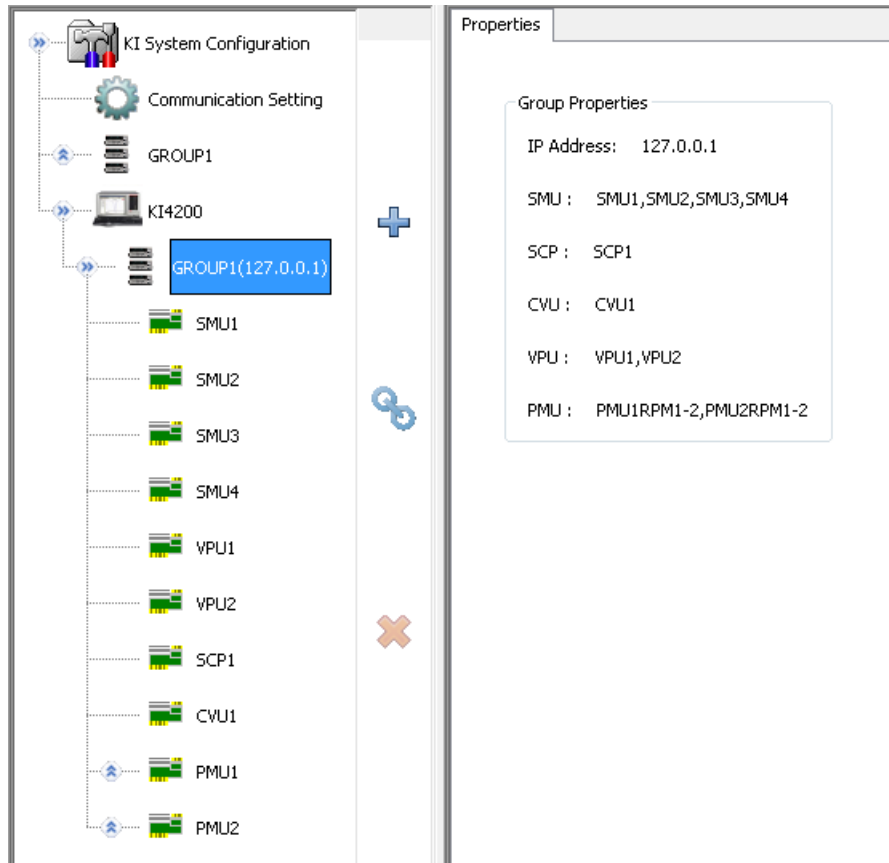 KI System Configuration
Communication Setting
GROUP1
KI4200
GROUP1(127.0.0.1)
SMU1
SMU2
SMU3
SMU4
VPU1
VPU2
SCP1
CVU1
PMU1
PMU2
Properties
Group Properties
IP Address: 127.0.0.1
SMU : SMU1,SMU2,SMU3,SMU4
SCP : SCP1
CVU : CVU1
VPU : VPU1,VPU2
PMU : PMU1RPM1-2,PMU2RPM1-2